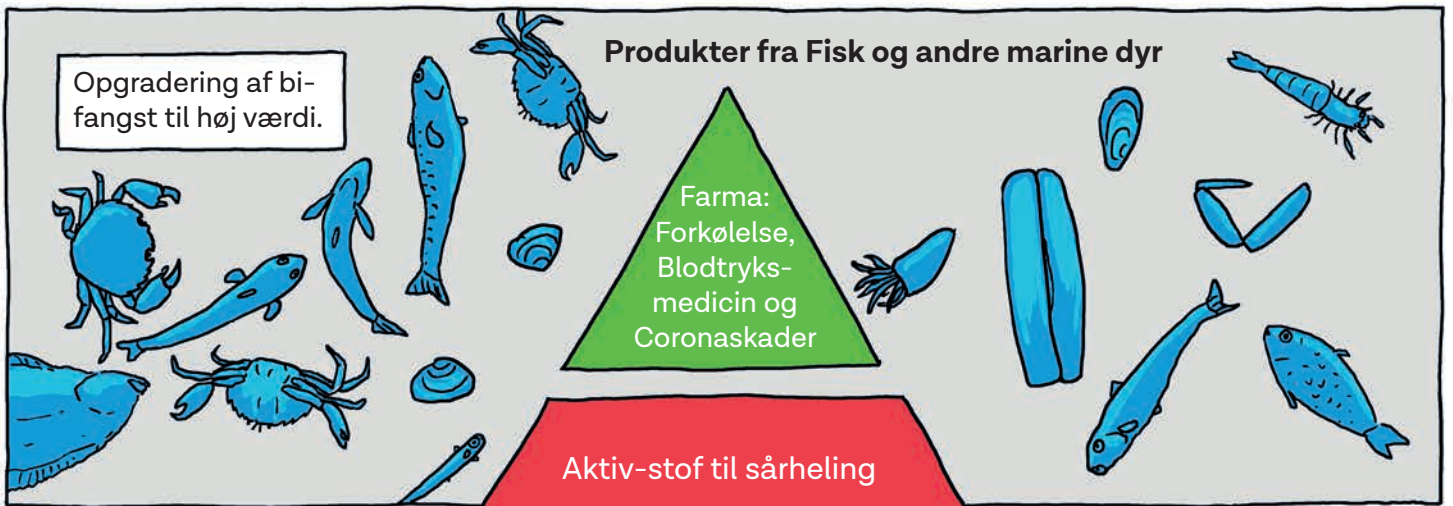 Produkter fra Fisk og andre marine dyr
Opgradering af bi-
fangst til høj værdi.
Farma:
Forkølelse,
Blodtryks-
medicin og
Coronaskader
Aktiv-stof til sårheling